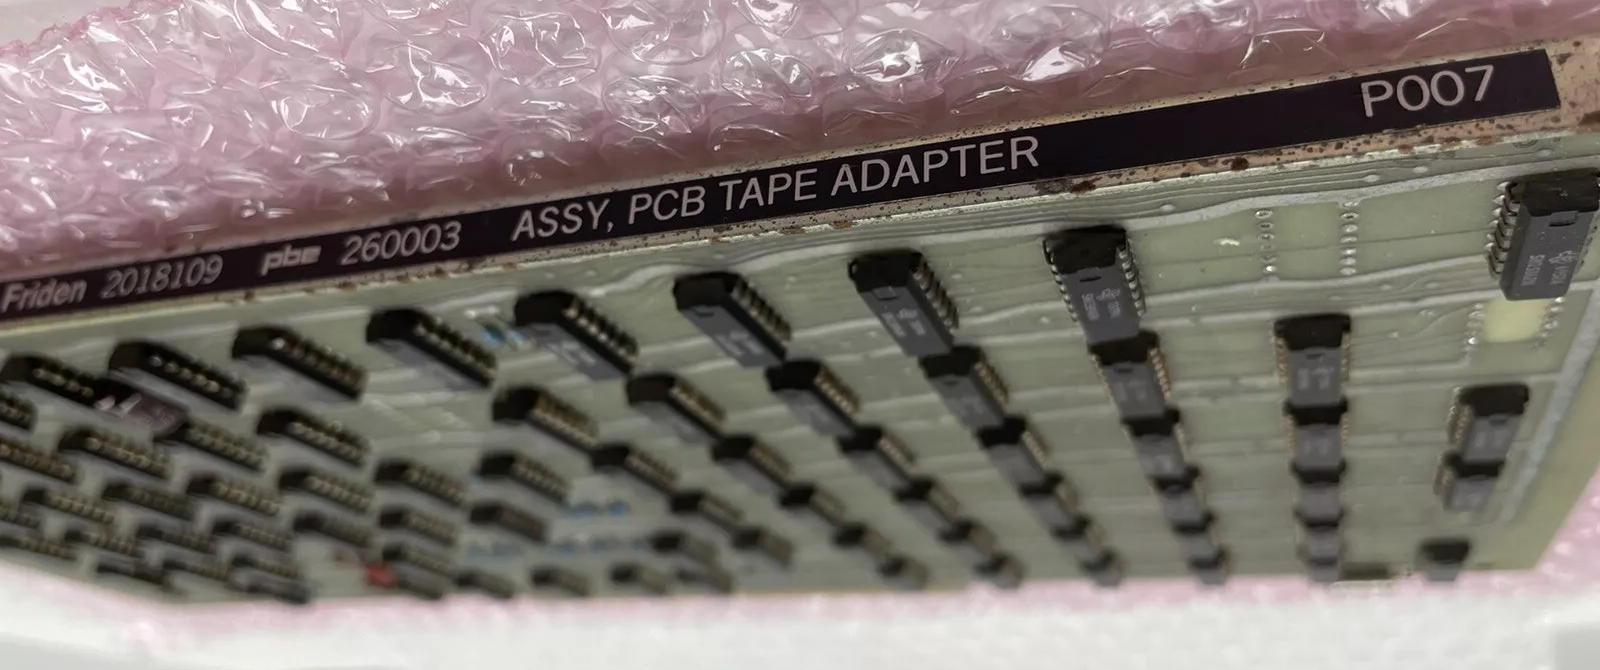 Friden 2018109 pbe 260003 ASSY, PCB TAPE ADAPTER P007